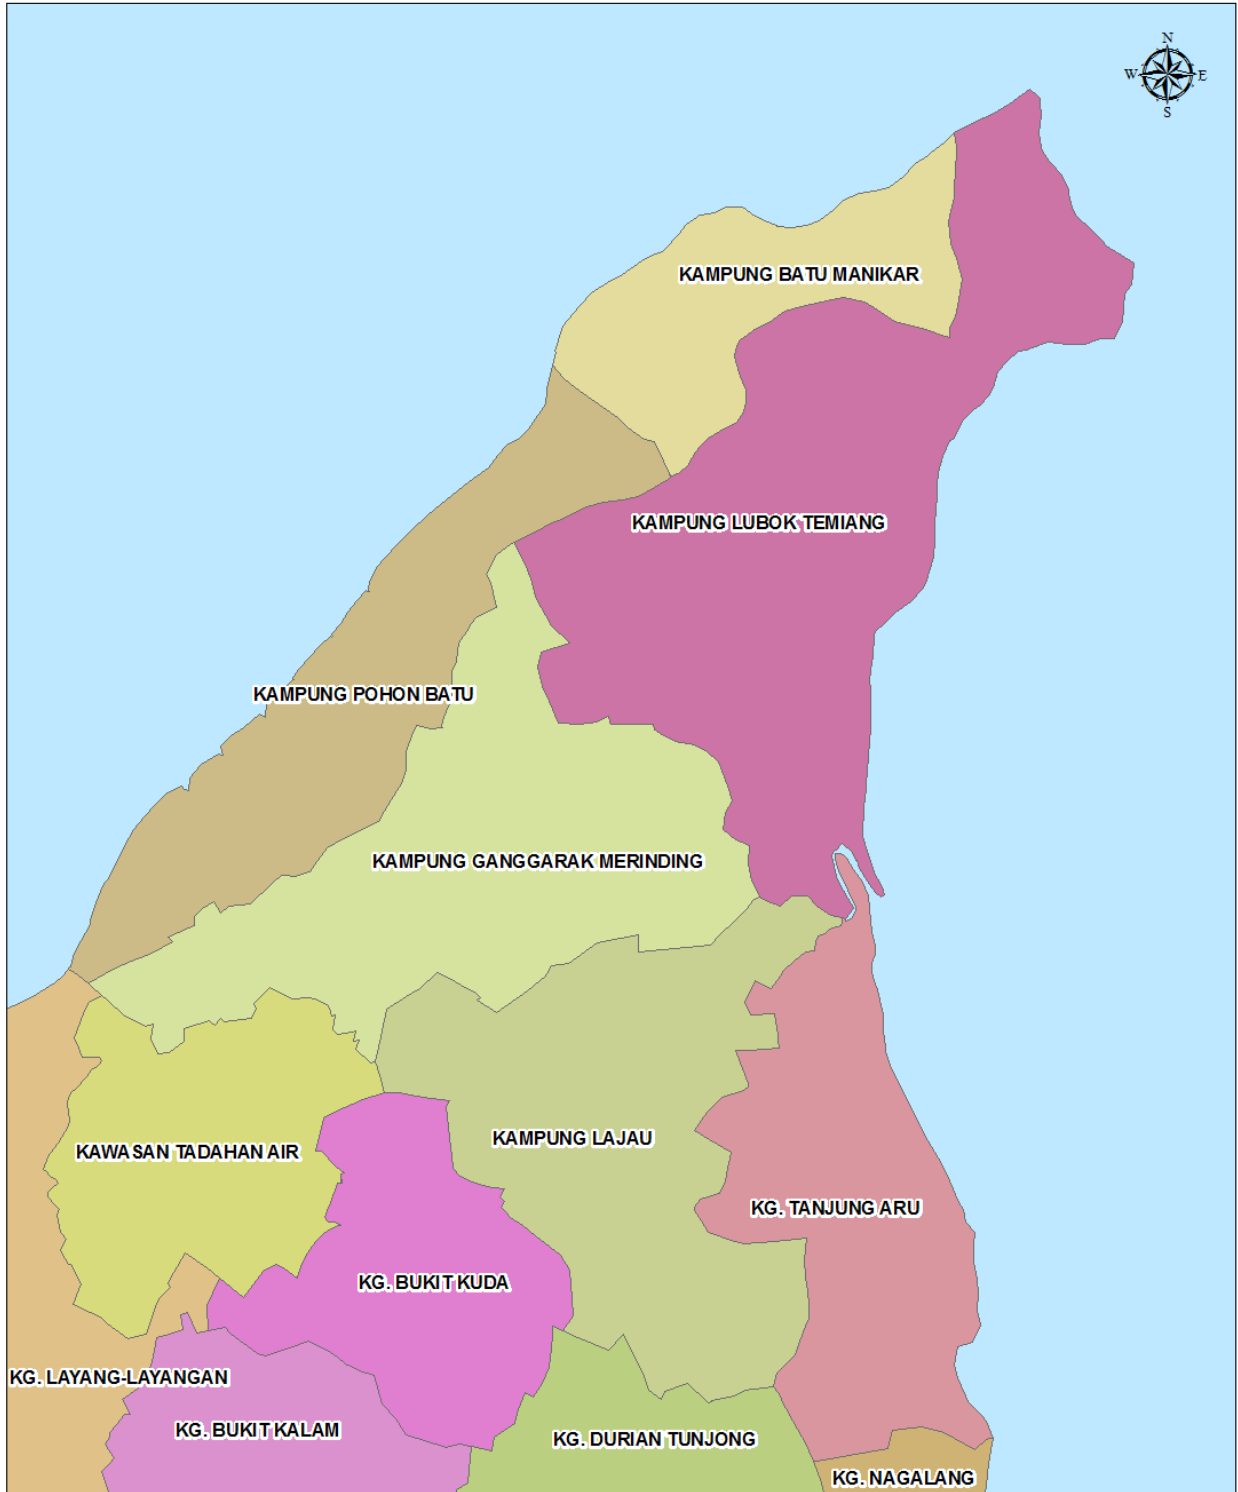 N
W E
S
KAMPUNG BATU MANIKAR
KAMPUNG LUBOK TEMIANG
KAMPUNG POHON BATU
KAMPUNG GANGGARAK MERINDING
KAMPUNG LAJAU
KAWASAN TADAHAN AIR
KG. TANJUNG ARU
KG. BUKIT KUDA
KG. LAYANG-LAYANGAN
KG. BUKIT KALAM
KG. DURIAN TUNJONG
KG. NAGALANG